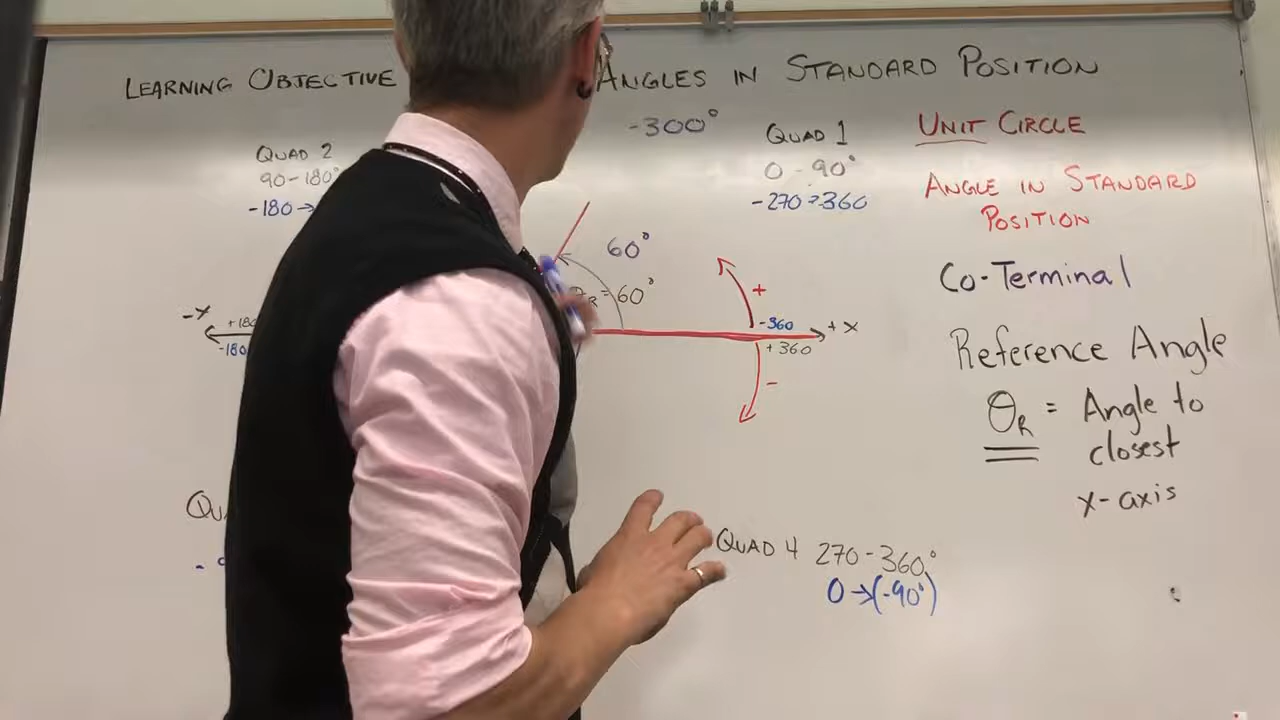 LEARNING OBJECTIVE ANGLES IN STANDARD POSITION
-300°
QUAD 2
90-180°
-180→
QUAD 1
0-90°
-270→-360
UNIT CIRCLE
ANGLE IN STANDARD
POSITION
Co-Terminal
Reference Angle
θR = Angle to
closest
x-axis
60°
θR=60°
+
-
-x
+180
-180
-360
+360
+x
QUAD 4 270-360°
0→(-90°)